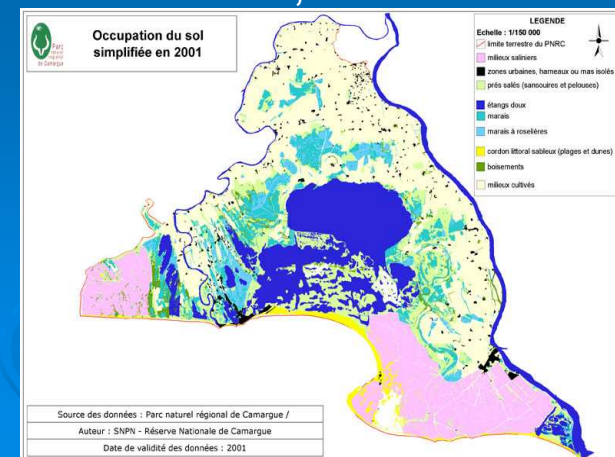 Parc
naturel
régional
de Camargue
Occupation du sol
simplifiée en 2001
LEGENDE
Echelle : 1/150 000
limite terrestre du PNRC
milieux saliniers
zones urbaines, hameaux ou mas isolés
prés salés (sansouires et pelouses)
étangs doux
marais
marais à roselières
cordon littoral sableux (plages et dunes)
boisements
milieux cultivés
Source des données : Parc naturel régional de Camargue /
Auteur : SNPN - Réserve Nationale de Camargue
Date de validité des données : 2001